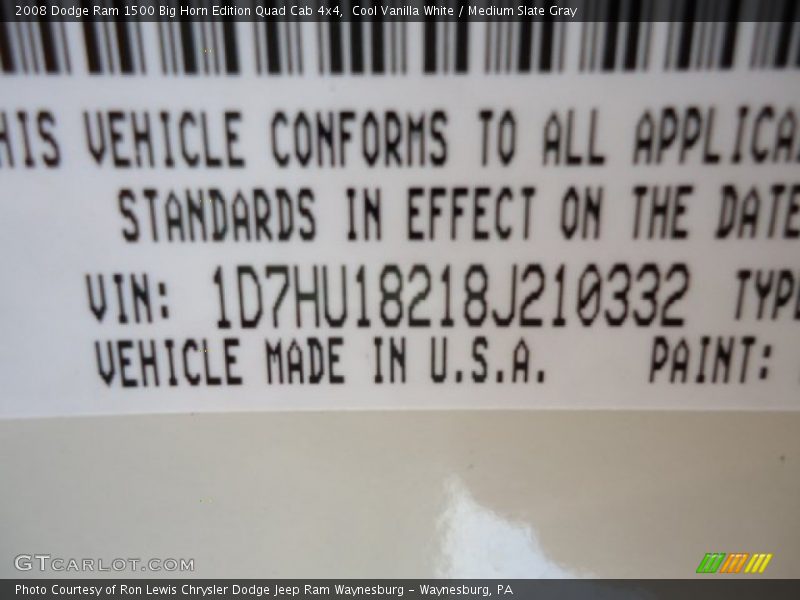 2008 Dodge Ram 1500 Big Horn Edition Quad Cab 4x4,  Cool Vanilla White / Medium Slate Gray
HIS VEHICLE CONFORMS TO ALL APPLICA
STANDARDS IN EFFECT ON THE DATE
VIN: 1D7HU18218J210332 TYPE
VEHICLE MADE IN U.S.A. PAINT:
GTCARLOT.COM
Photo Courtesy of Ron Lewis Chrysler Dodge Jeep Ram Waynesburg - Waynesburg, PA